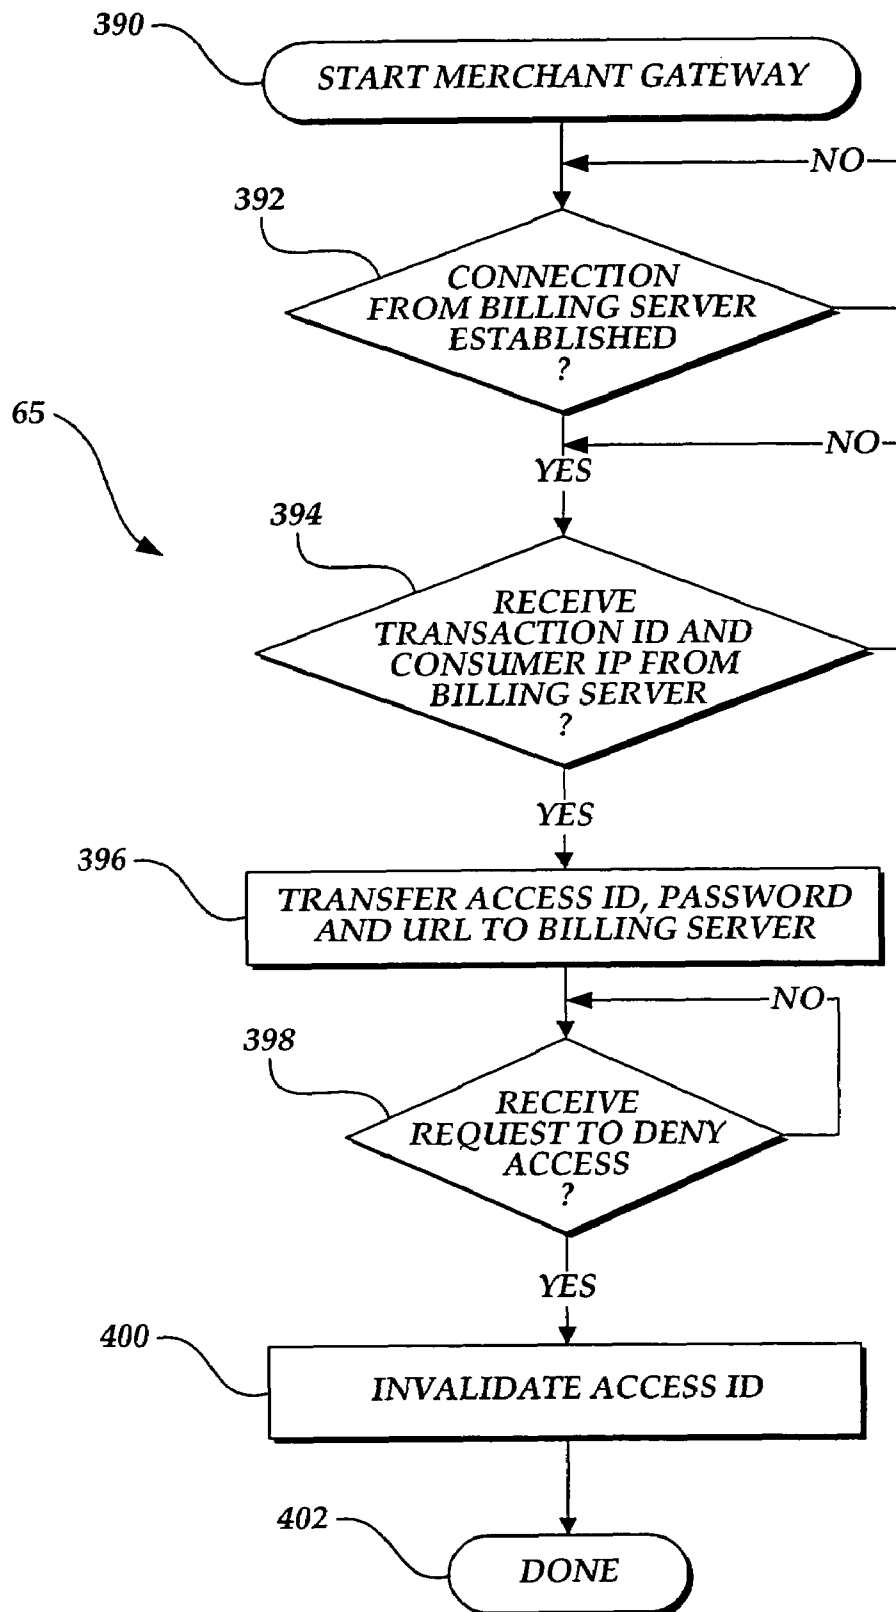 390
START MERCHANT GATEWAY
NO
392
CONNECTION
FROM BILLING SERVER
ESTABLISHED
?
65
NO
YES
394
RECEIVE
TRANSACTION ID AND
CONSUMER IP FROM
BILLING SERVER
?
YES
396
TRANSFER ACCESS ID, PASSWORD
AND URL TO BILLING SERVER
NO
398
RECEIVE
REQUEST TO DENY
ACCESS
?
YES
400
INVALIDATE ACCESS ID
402
DONE